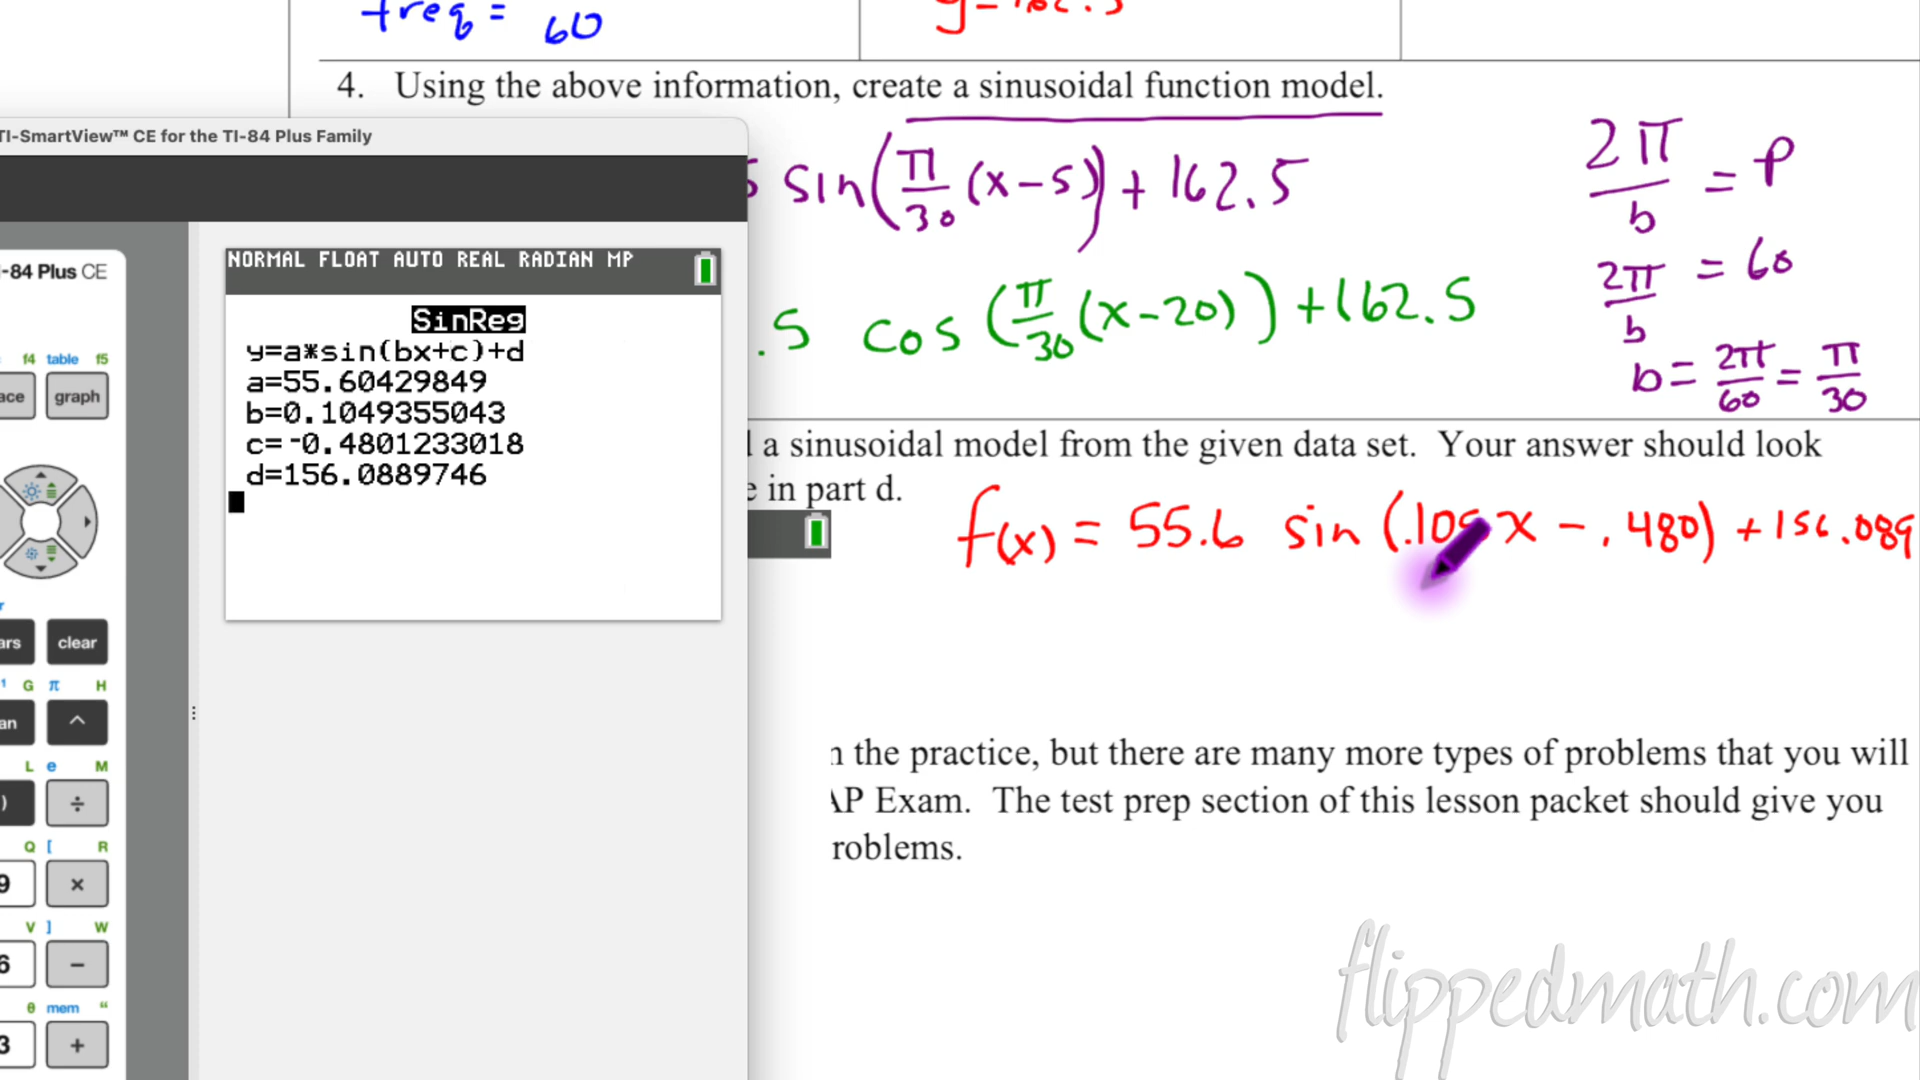 freq = 60
4. Using the above information, create a sinusoidal function model.
TI-SmartView™ CE for the TI-84 Plus Family
sin(π/30 (x-5)) + 162.5
.5 cos (π/30 (x-20)) + 162.5
2π/b = P
2π/b = 60
b = 2π/60 = π/30
NORMAL FLOAT AUTO REAL RADIAN MP
SinReg
y=a*sin(bx+c)+d
a=55.60429849
b=0.1049355043
c=-0.4801233018
d=156.0889746
-84 Plus CE
f4 table f5
graph
clear
G π H
^
L e M
) ÷
Q [ R
9 ×
V ] W
6 −
θ mem “
3 +
a sinusoidal model from the given data set. Your answer should look
in part d.
f(x) = 55.6 sin (.105x - .480) + 156.089
the practice, but there are many more types of problems that you will
AP Exam. The test prep section of this lesson packet should give you
roblems.
flippedmath.com